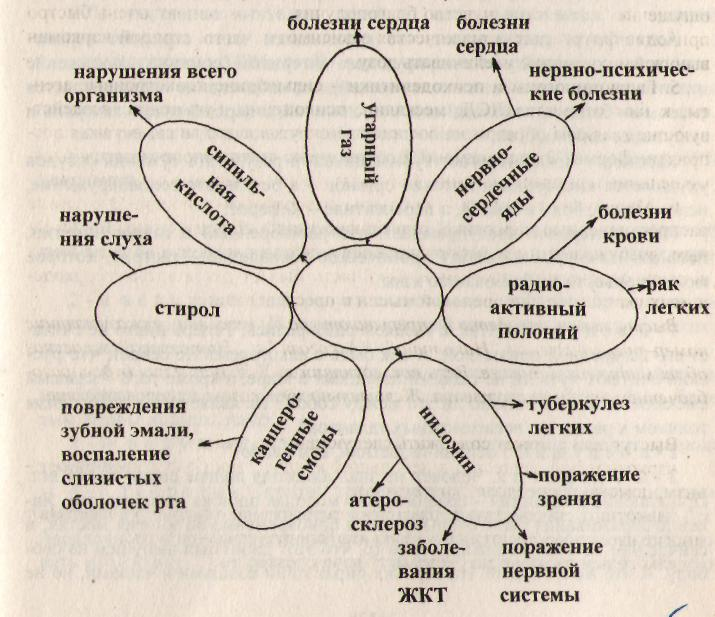 болезни сердца
болезни
сердца
нарушения всего
организма
нервно-психичес-
кие болезни
угарный
газ
синиль-
ная
кислота
нервно-
сердечные
яды
наруше-
ния слуха
болезни
крови
стирол
радио-
активный
полоний
рак
легких
повреждения
зубной эмали,
воспаление
слизистых
оболочек рта
канцеро-
генные
смолы
никотин
туберкулез
легких
поражение
зрения
атеро-
склероз
заболе-
вания
ЖКТ
поражение
нервной
системы